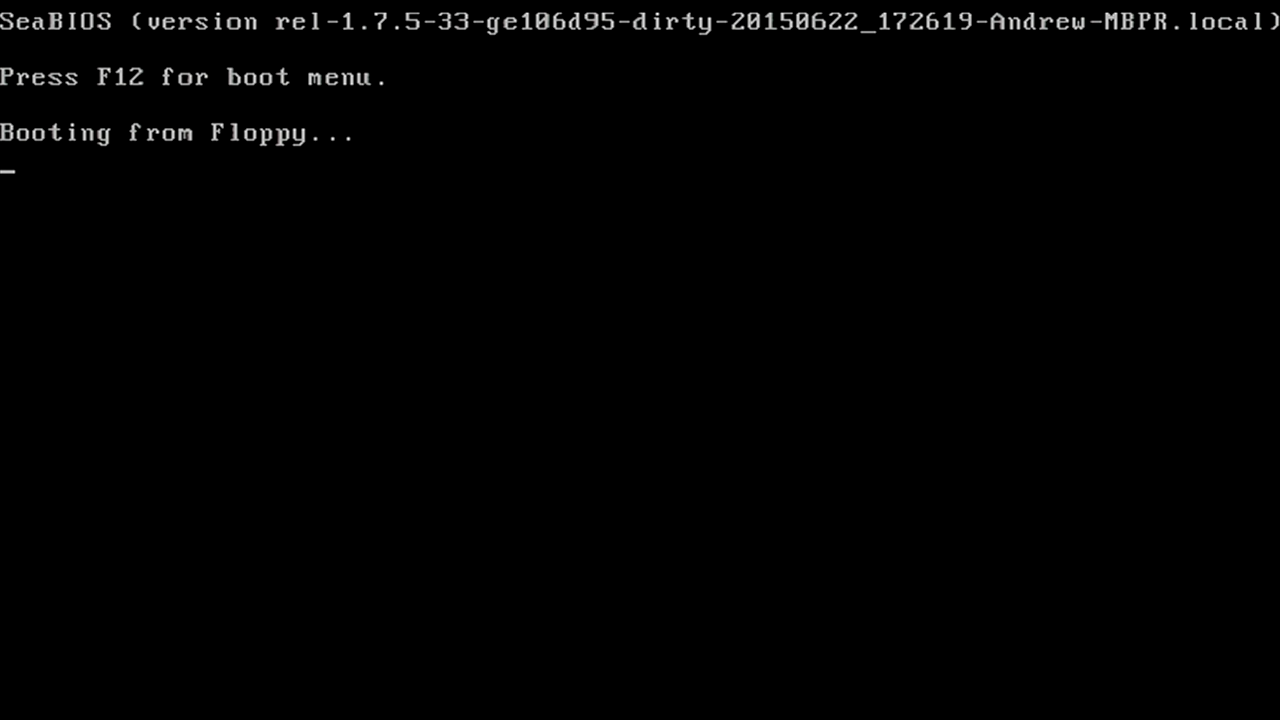 SeaBIOS (version rel-1.7.5-33-ge106d95-dirty-20150622_172619-Andrew-MBPR.local)
Press F12 for boot menu.
Booting from Floppy...
_